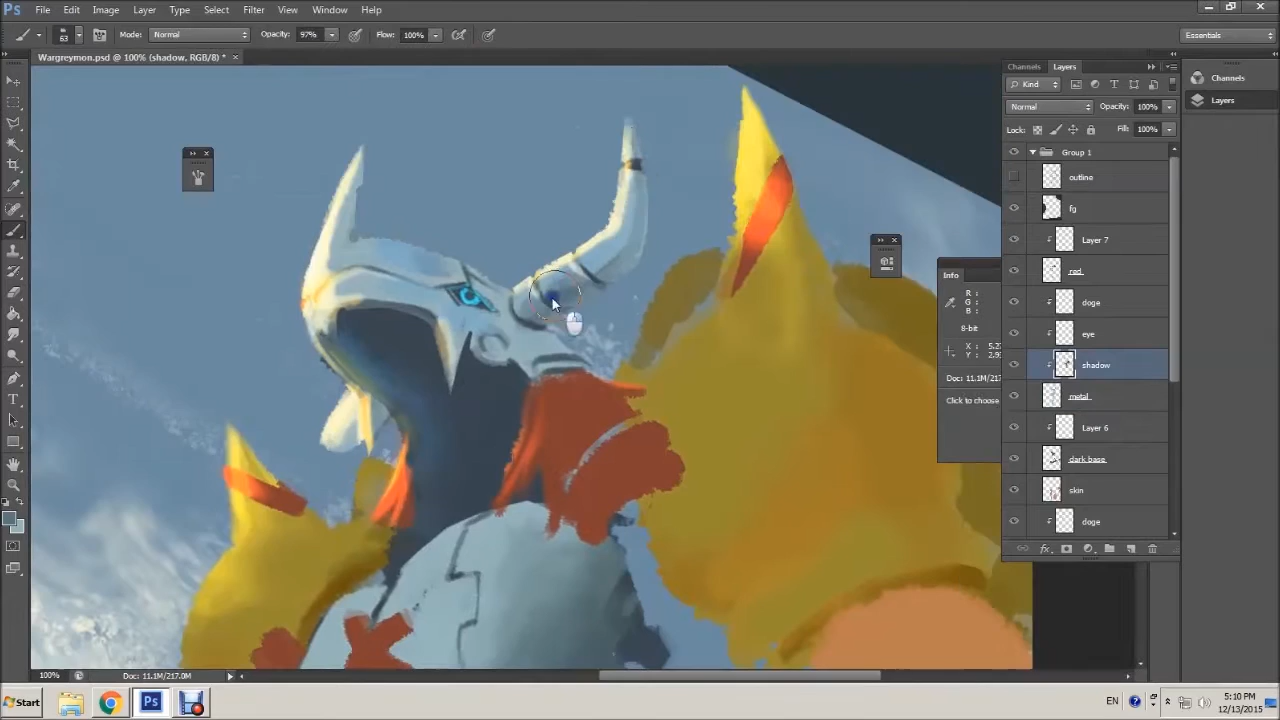 Ps File Edit Image Layer Type Select Filter View Window Help
63 Mode: Normal Opacity: 97% Flow: 100% Essentials
Wargreymon.psd @ 100% (shadow, RGB/8) *
Channels Layers
Channels
Kind
Layers
Normal Opacity: 100%
Lock: Fill: 100%
Group 1
outline
fg
Layer 7
red
doge
eye
shadow
metal
Layer 6
dark base
skin
doge
Info
R :
G :
B :
8-bit
X :
Y :
Doc: 11.1M/217
Click to choose
100% Doc: 11.1M/217.0M
Start Ps EN 5:10 PM
12/13/2015